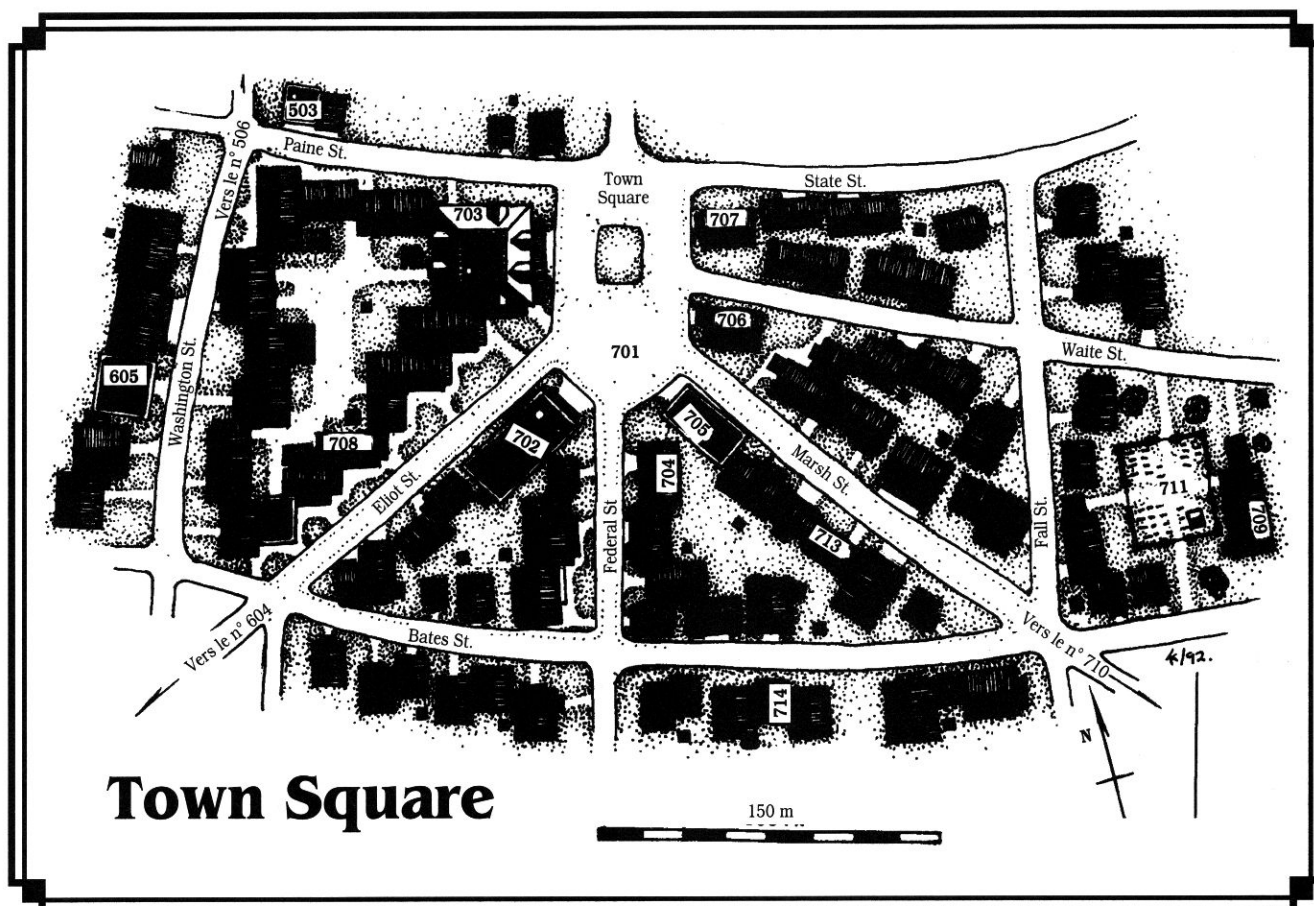 503
Paine St.
Vers le n° 506
Town
Square
State St.
703
707
706
701
Waite St.
605
Washington St.
708
702
705
704
Eliot St.
Marsh St.
Federal St
Fall St.
711
709
713
Vers le n° 604
Bates St.
Vers le n° 710
714
N
Town Square
150 m